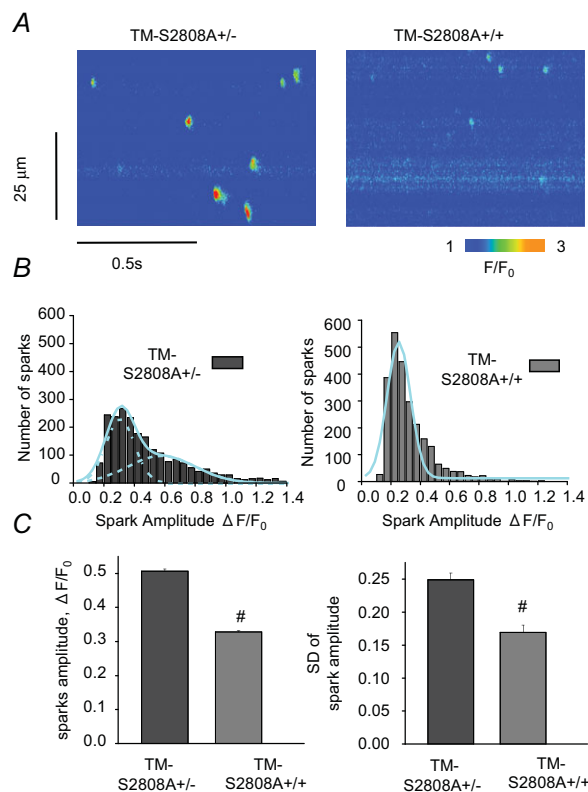 A
TM-S2808A+/-
TM-S2808A+/+
25 µm
0.5s
1
3
F/F0
B
600
500
400
300
200
100
0
Number of sparks
TM-
S2808A+/-
0.0 0.2 0.4 0.6 0.8 1.0 1.2 1.4
Spark Amplitude Δ F/F0
600
500
400
300
200
100
0
Number of sparks
TM-
S2808A+/+
0.0 0.2 0.4 0.6 0.8 1.0 1.2 1.4
Spark Amplitude Δ F/F0
C
0.5
0.4
0.3
0.2
0.1
0.0
sparks amplitude, Δ F/F0
#
TM-
S2808A+/-
TM-
S2808A+/+
0.25
0.20
0.15
0.10
0.05
0.00
SD of
spark amplitude
#
TM-
S2808A+/-
TM-
S2808A+/+